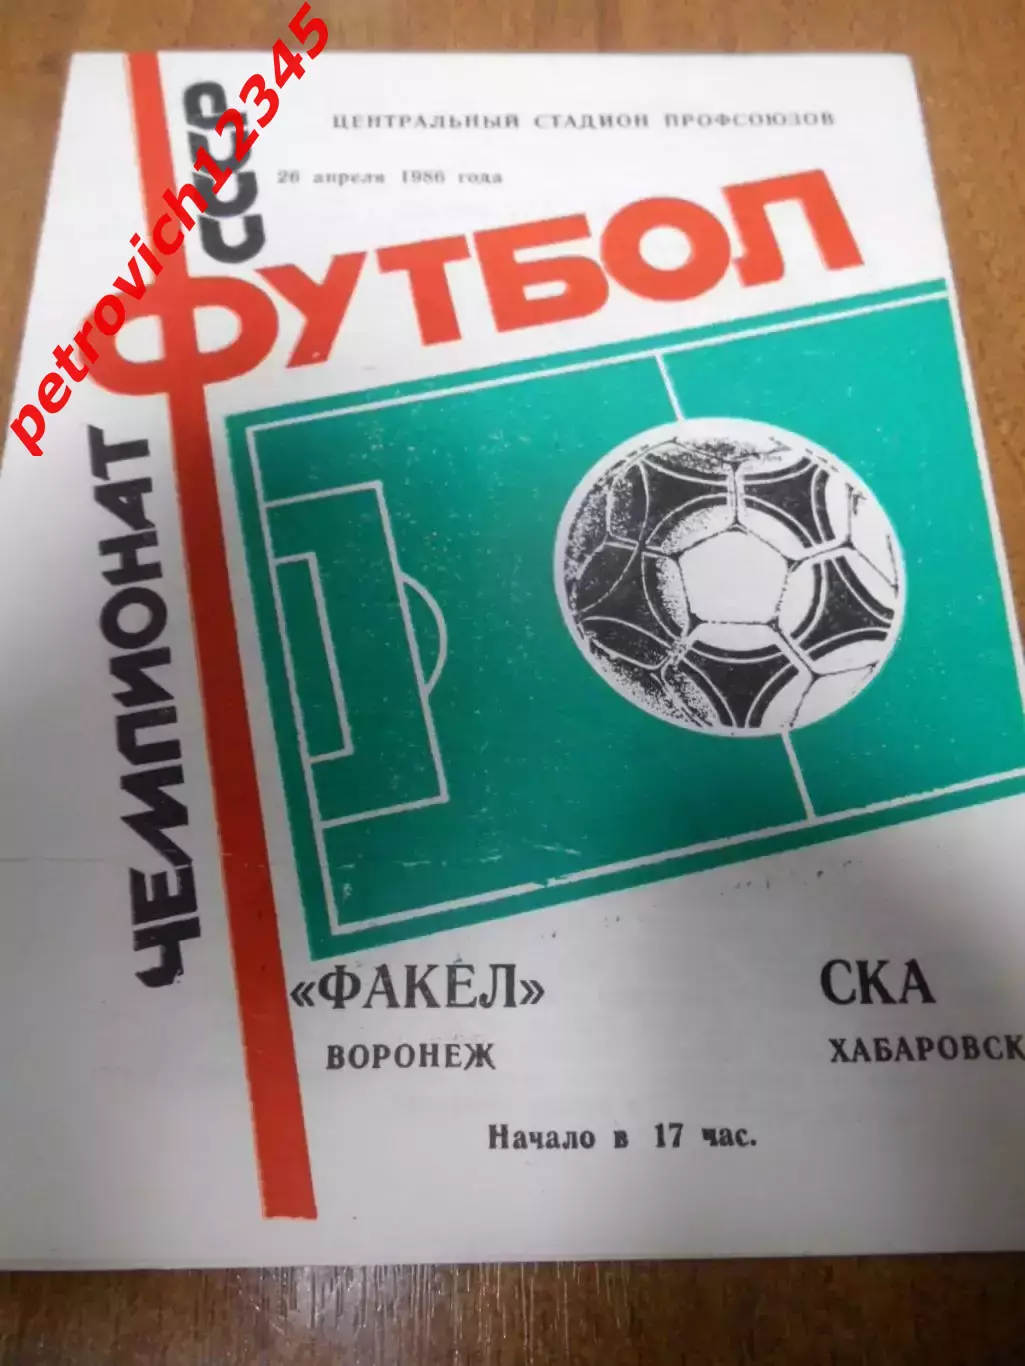 petrovich12345
ЦЕНТРАЛЬНЫЙ СТАДИОН ПРОФСОЮЗОВ
26 апреля 1986 года
ЧЕМПИОНАТ СССР
ФУТБОЛ
«ФАКЕЛ» СКА
ВОРОНЕЖ ХАБАРОВСК
Начало в 17 час.